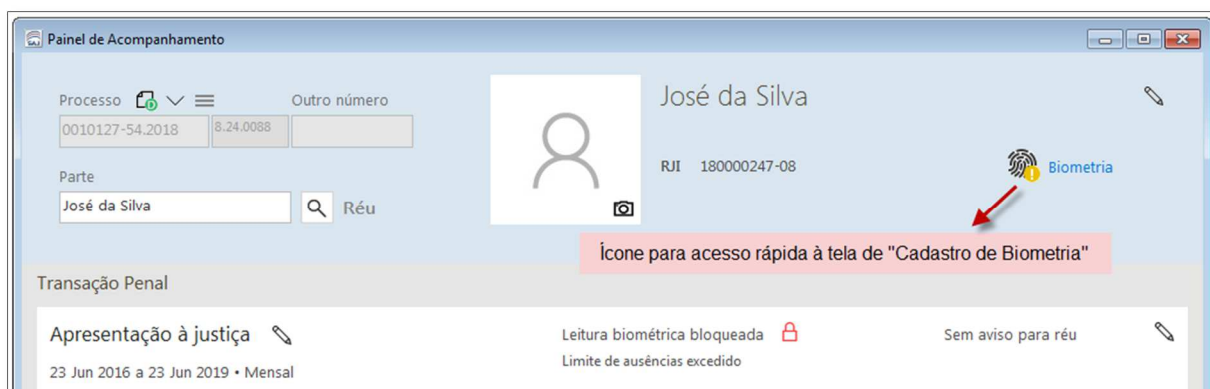 Painel de Acompanhamento
Processo
Outro número
0010127-54.2018
8.24.0088
Parte
José da Silva
Réu
José da Silva
RJI 180000247-08
Biometria
Ícone para acesso rápida à tela de "Cadastro de Biometria"
Transação Penal
Apresentação à justiça
23 Jun 2016 a 23 Jun 2019 • Mensal
Leitura biométrica bloqueada
Limite de ausências excedido
Sem aviso para réu